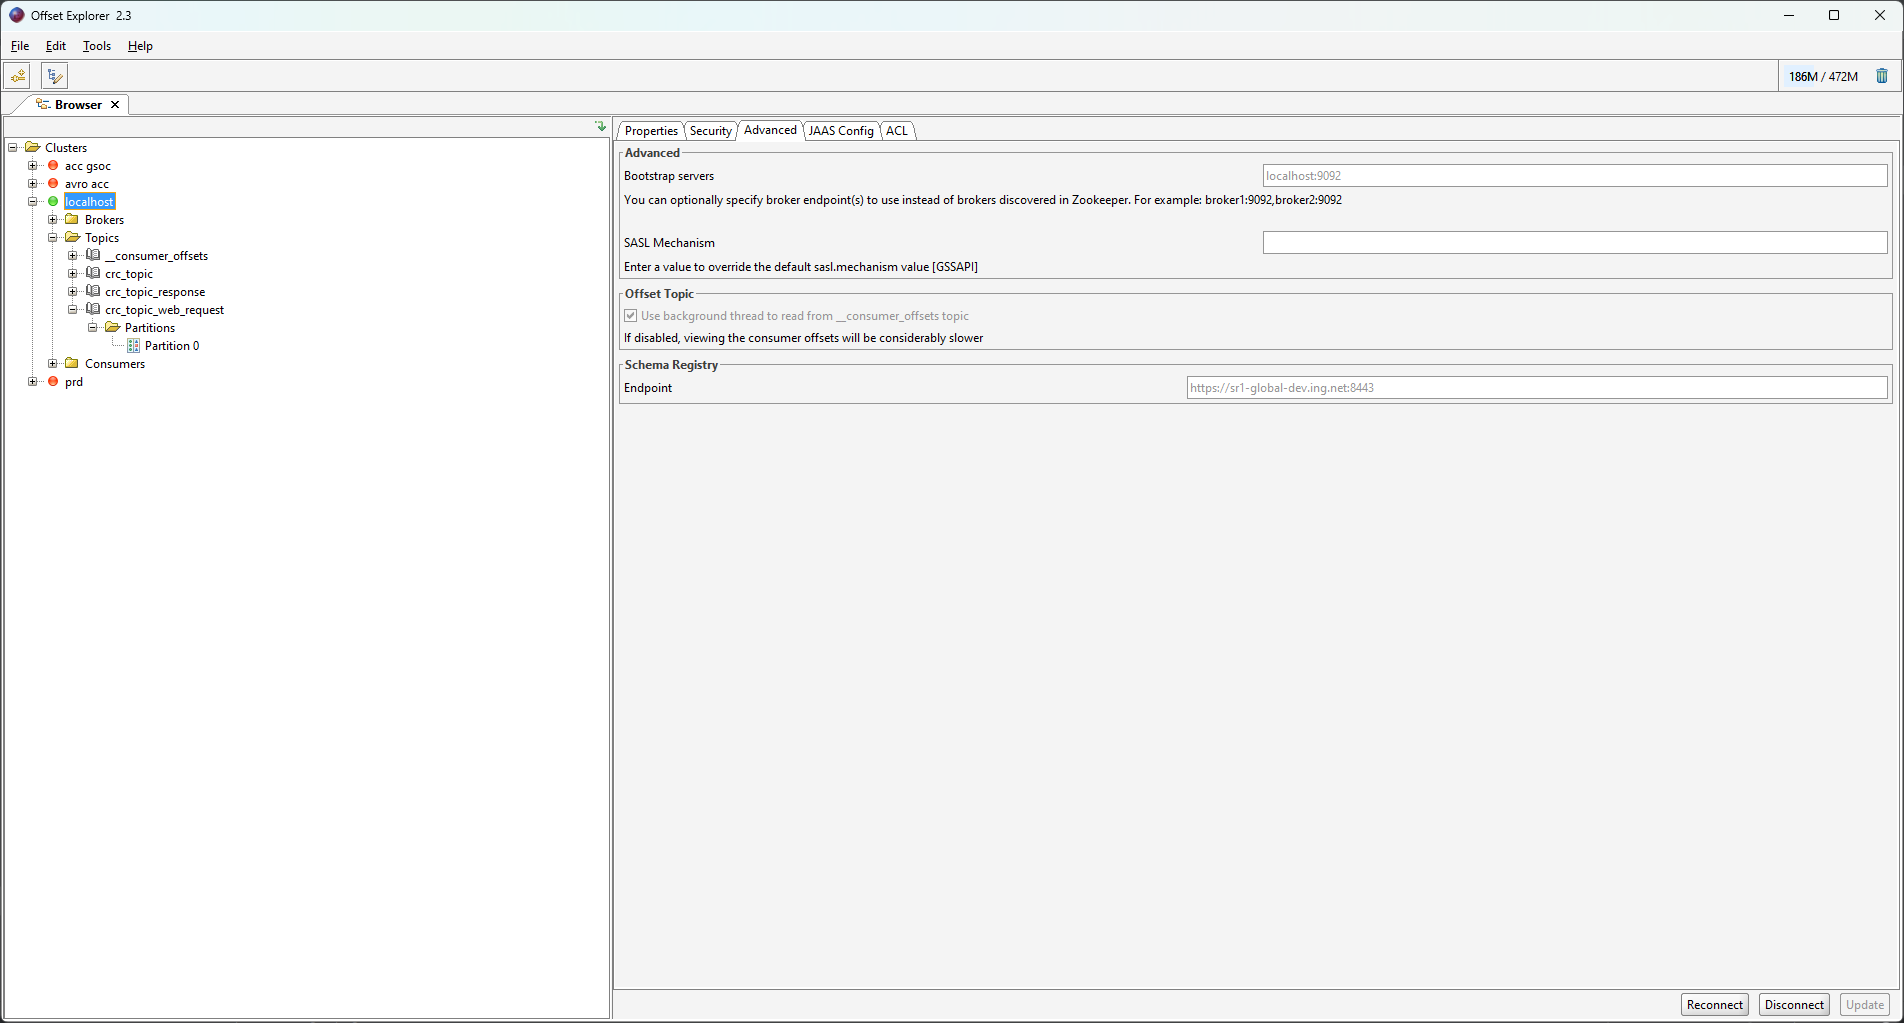 Offset Explorer  2.3
File Edit Tools Help
186M / 472M
Browser
Clusters
acc gsoc
avro acc
localhost
Brokers
Topics
__consumer_offsets
crc_topic
crc_topic_response
crc_topic_web_request
Partitions
Partition 0
Consumers
prd
Properties Security Advanced JAAS Config ACL
Advanced
Bootstrap servers localhost:9092
You can optionally specify broker endpoint(s) to use instead of brokers discovered in Zookeeper. For example: broker1:9092,broker2:9092
SASL Mechanism
Enter a value to override the default sasl.mechanism value [GSSAPI]
Offset Topic
Use background thread to read from __consumer_offsets topic
If disabled, viewing the consumer offsets will be considerably slower
Schema Registry
Endpoint https://sr1-global-dev.ing.net:8443
Reconnect Disconnect Update